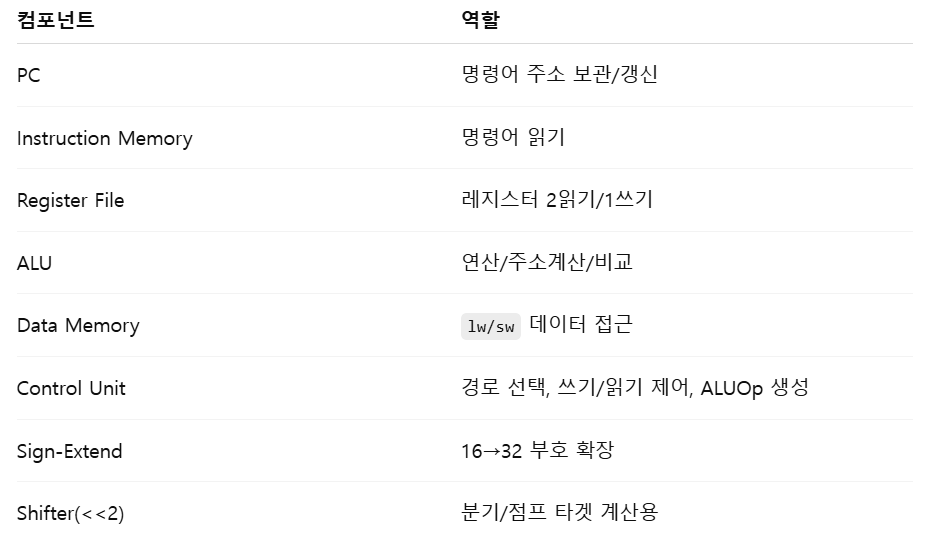 컴포넌트 역할
PC 명령어 주소 보관/갱신
Instruction Memory 명령어 읽기
Register File 레지스터 2읽기/1쓰기
ALU 연산/주소계산/비교
Data Memory lw/sw 데이터 접근
Control Unit 경로 선택, 쓰기/읽기 제어, ALUOp 생성
Sign-Extend 16→32 부호 확장
Shifter(<<2) 분기/점프 타겟 계산용